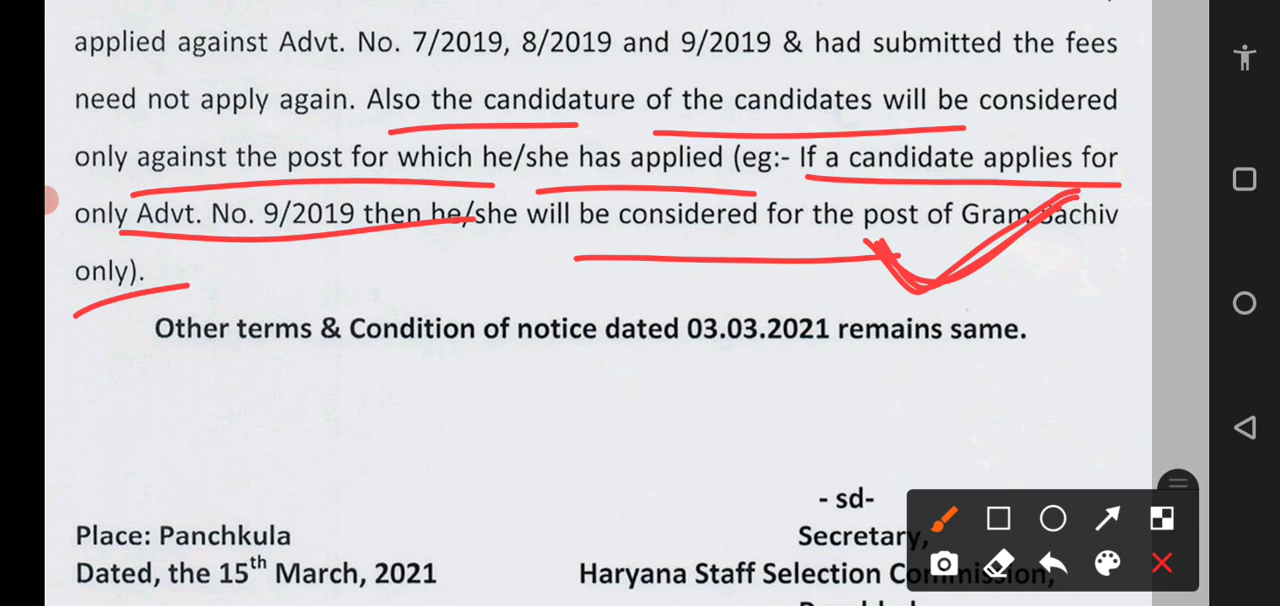 applied against Advt. No. 7/2019, 8/2019 and 9/2019 & had submitted the fees
need not apply again. Also the candidature of the candidates will be considered
only against the post for which he/she has applied (eg:- If a candidate applies for
only Advt. No. 9/2019 then he/she will be considered for the post of Gram Sachiv
only).
Other terms & Condition of notice dated 03.03.2021 remains same.
- sd-
Place: Panchkula
Secretary,
Dated, the 15th March, 2021
Haryana Staff Selection Commission,